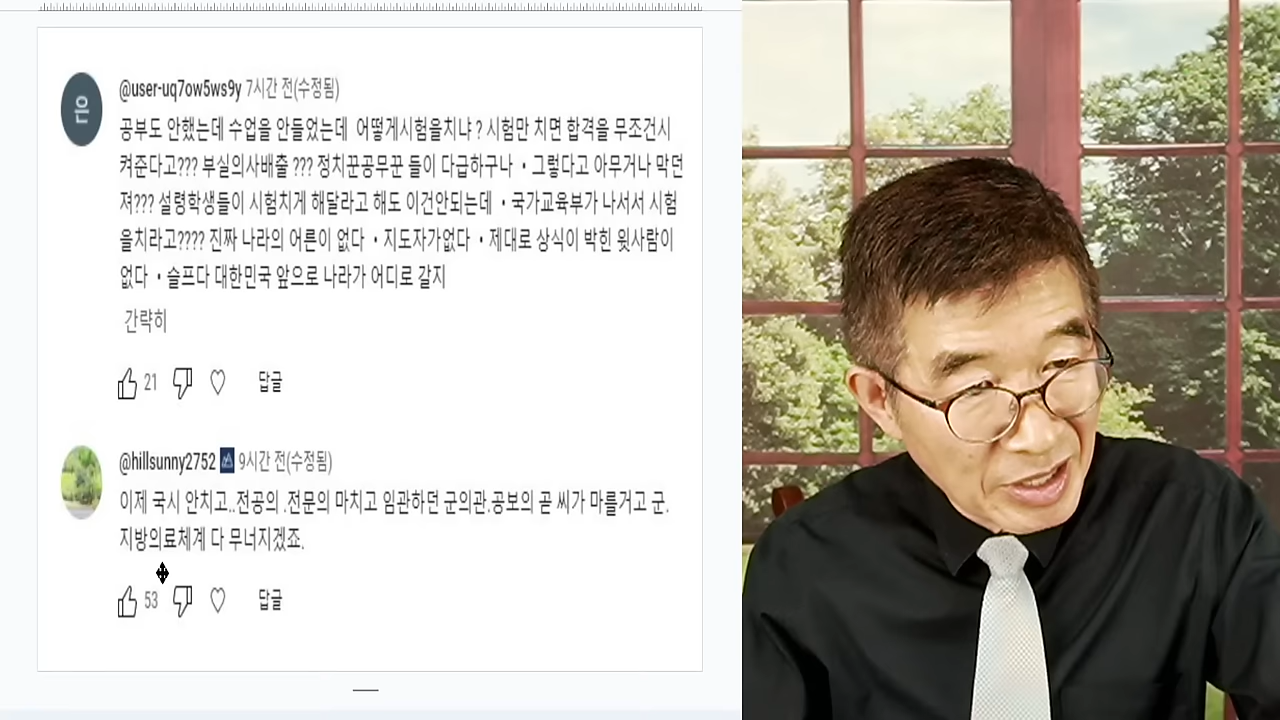 은
@user-uq7ow5ws9y 7시간 전(수정됨)
공부도 안했는데 수업을 안들었는데 어떻게시험을치냐 ? 시험만 치면 합격을 무조건시
켜준다고??? 부실의사배출 ??? 정치꾼공무꾼 들이 다급하구나 • 그렇다고 아무거나 막던
져??? 설령학생들이 시험치게 해달라고 해도 이건안되는데 • 국가교육부가 나서서 시험
을치라고???? 진짜 나라의 어른이 없다 • 지도자가없다 • 제대로 상식이 박힌 윗사람이
없다 • 슬프다 대한민국 앞으로 나라가 어디로 갈지
간략히
21 답글
@hillsunny2752 9시간 전(수정됨)
이제 국시 안치고..전공의 .전문의 마치고 임관하던 군의관.공보의 곧 씨가 마를거고 군.
지방의료체계 다 무너지겠죠.
53 답글